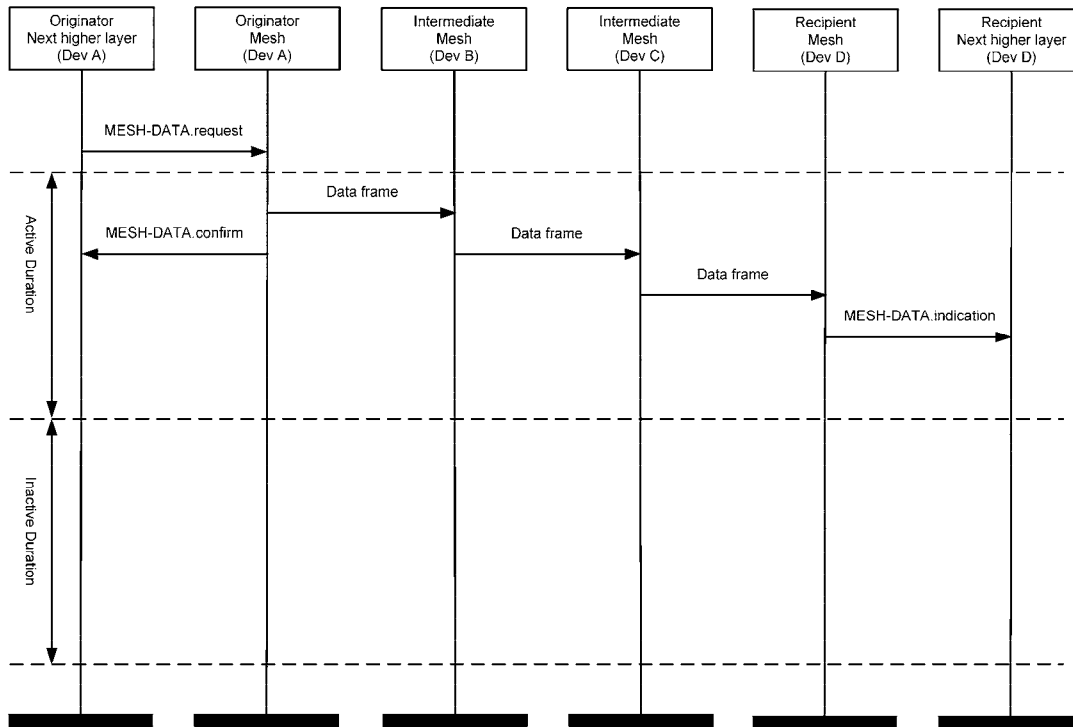 Originator
Next higher layer
(Dev A)
Originator
Mesh
(Dev A)
Intermediate
Mesh
(Dev B)
Intermediate
Mesh
(Dev C)
Recipient
Mesh
(Dev D)
Recipient
Next higher layer
(Dev D)
MESH-DATA.request
Data frame
MESH-DATA.confirm
Data frame
Data frame
MESH-DATA.indication
Active Duration
Inactive Duration